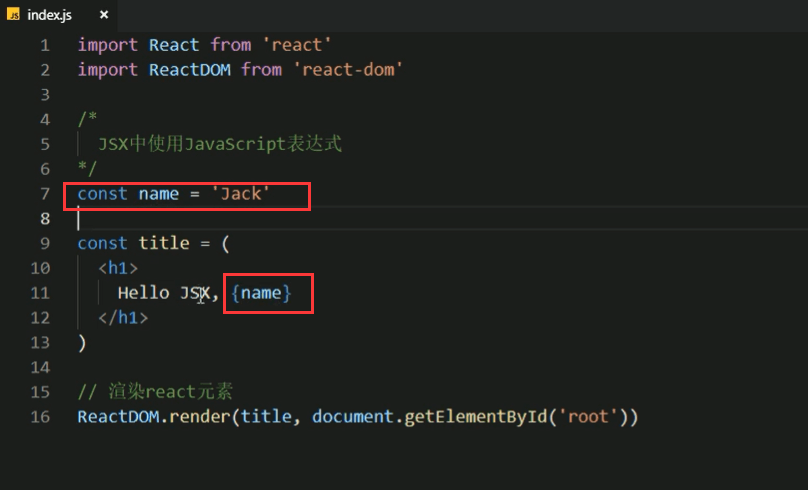 JS index.js ×
1 import React from 'react'
2 import ReactDOM from 'react-dom'
3
4 /*
5 JSX中使用JavaScript表达式
6 */
7 const name = 'Jack'
8
9 const title = (
10 <h1>
11 Hello JSX, {name}
12 </h1>
13 )
14
15 // 渲染react元素
16 ReactDOM.render(title, document.getElementById('root'))